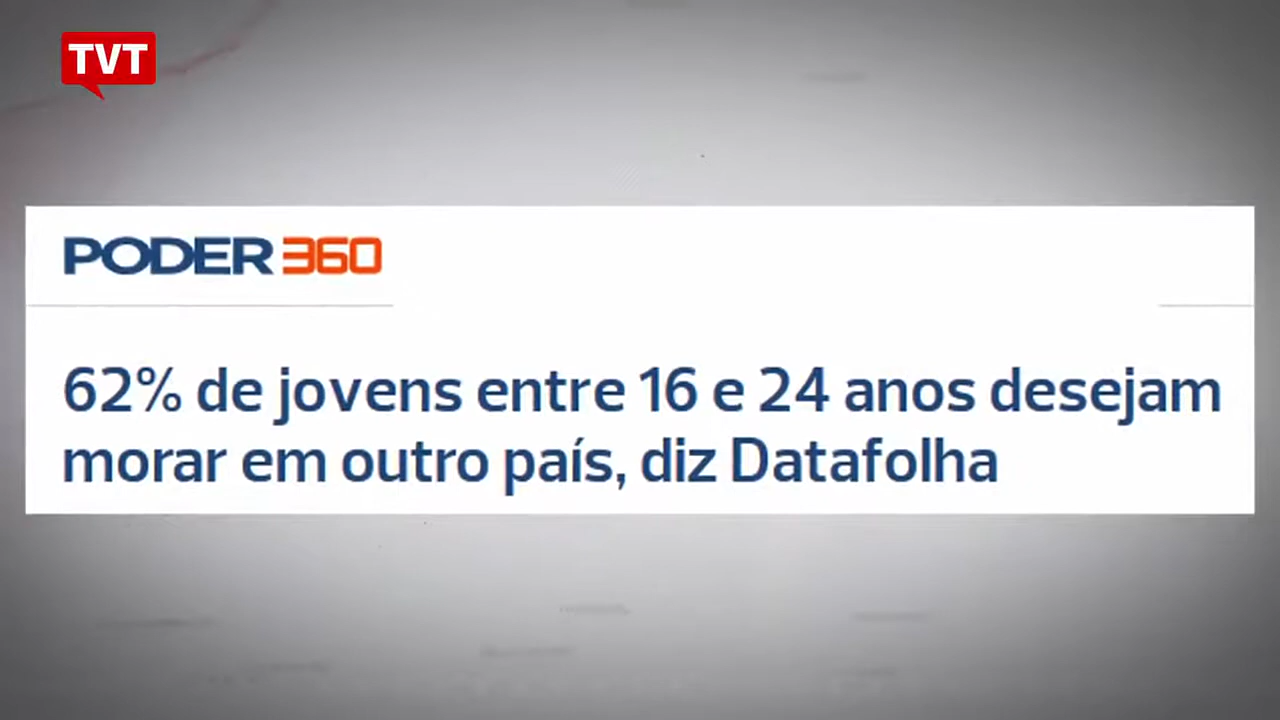 TVT
PODER 360
62% de jovens entre 16 e 24 anos desejam
morar em outro país, diz Datafolha